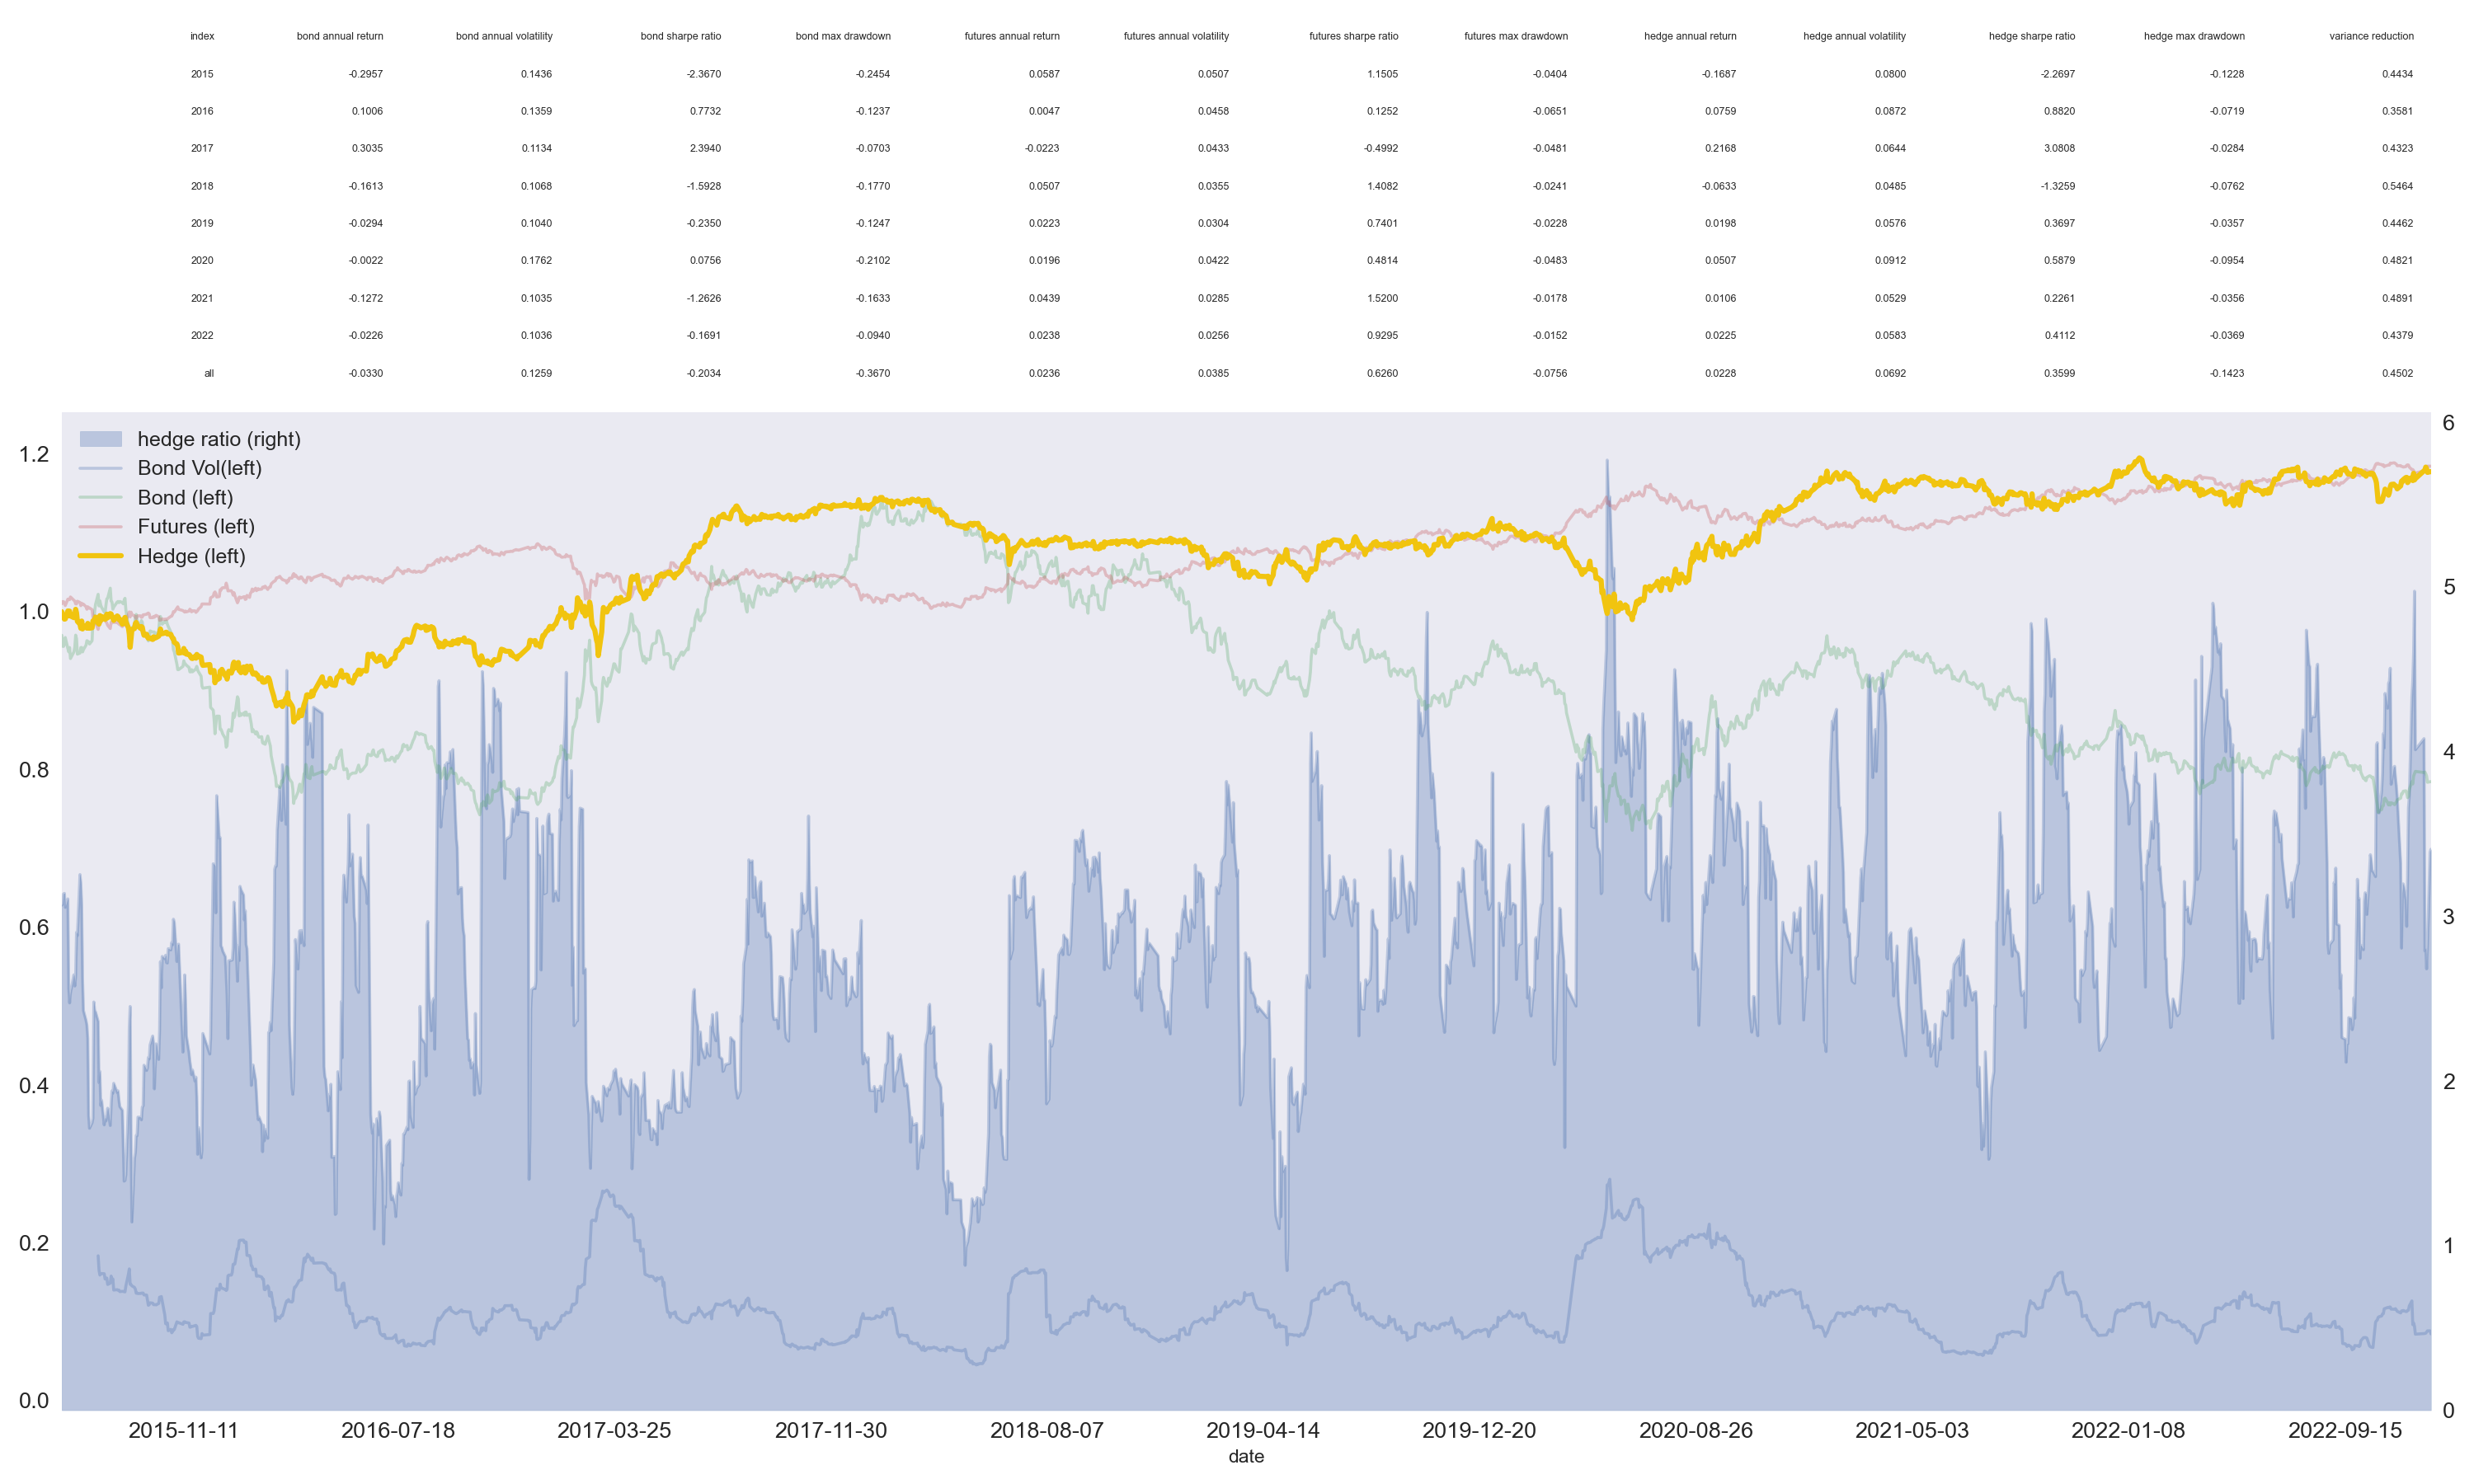 index bond annual return bond annual volatility bond sharpe ratio bond max drawdown futures annual return futures annual volatility futures sharpe ratio futures max drawdown hedge annual return hedge annual volatility hedge sharpe ratio hedge max drawdown variance reduction
2015 -0.2957 0.1436 -2.3670 -0.2454 0.0587 0.0507 1.1505 -0.0404 -0.1687 0.0800 -2.2697 -0.1228 0.4434
2016 0.1006 0.1359 0.7732 -0.1237 0.0047 0.0458 0.1252 -0.0651 0.0759 0.0872 0.8820 -0.0719 0.3581
2017 0.3035 0.1134 2.3940 -0.0703 -0.0223 0.0433 -0.4992 -0.0481 0.2168 0.0644 3.0808 -0.0284 0.4323
2018 -0.1613 0.1068 -1.5928 -0.1770 0.0507 0.0355 1.4082 -0.0241 -0.0633 0.0485 -1.3259 -0.0762 0.5464
2019 -0.0294 0.1040 -0.2350 -0.1247 0.0223 0.0304 0.7401 -0.0228 0.0198 0.0576 0.3697 -0.0357 0.4462
2020 -0.0022 0.1762 0.0756 -0.2102 0.0196 0.0422 0.4814 -0.0483 0.0507 0.0912 0.5879 -0.0954 0.4821
2021 -0.1272 0.1035 -1.2626 -0.1633 0.0439 0.0285 1.5200 -0.0178 0.0106 0.0529 0.2261 -0.0356 0.4891
2022 -0.0226 0.1036 -0.1691 -0.0940 0.0238 0.0256 0.9295 -0.0152 0.0225 0.0583 0.4112 -0.0369 0.4379
all -0.0330 0.1259 -0.2034 -0.3670 0.0236 0.0385 0.6260 -0.0756 0.0228 0.0692 0.3599 -0.1423 0.4502
hedge ratio (right)
Bond Vol(left)
Bond (left)
Futures (left)
Hedge (left)
1.2
1.0
0.8
0.6
0.4
0.2
0.0
6
5
4
3
2
1
0
2015-11-11 2016-07-18 2017-03-25 2017-11-30 2018-08-07 2019-04-14 2019-12-20 2020-08-26 2021-05-03 2022-01-08 2022-09-15
date